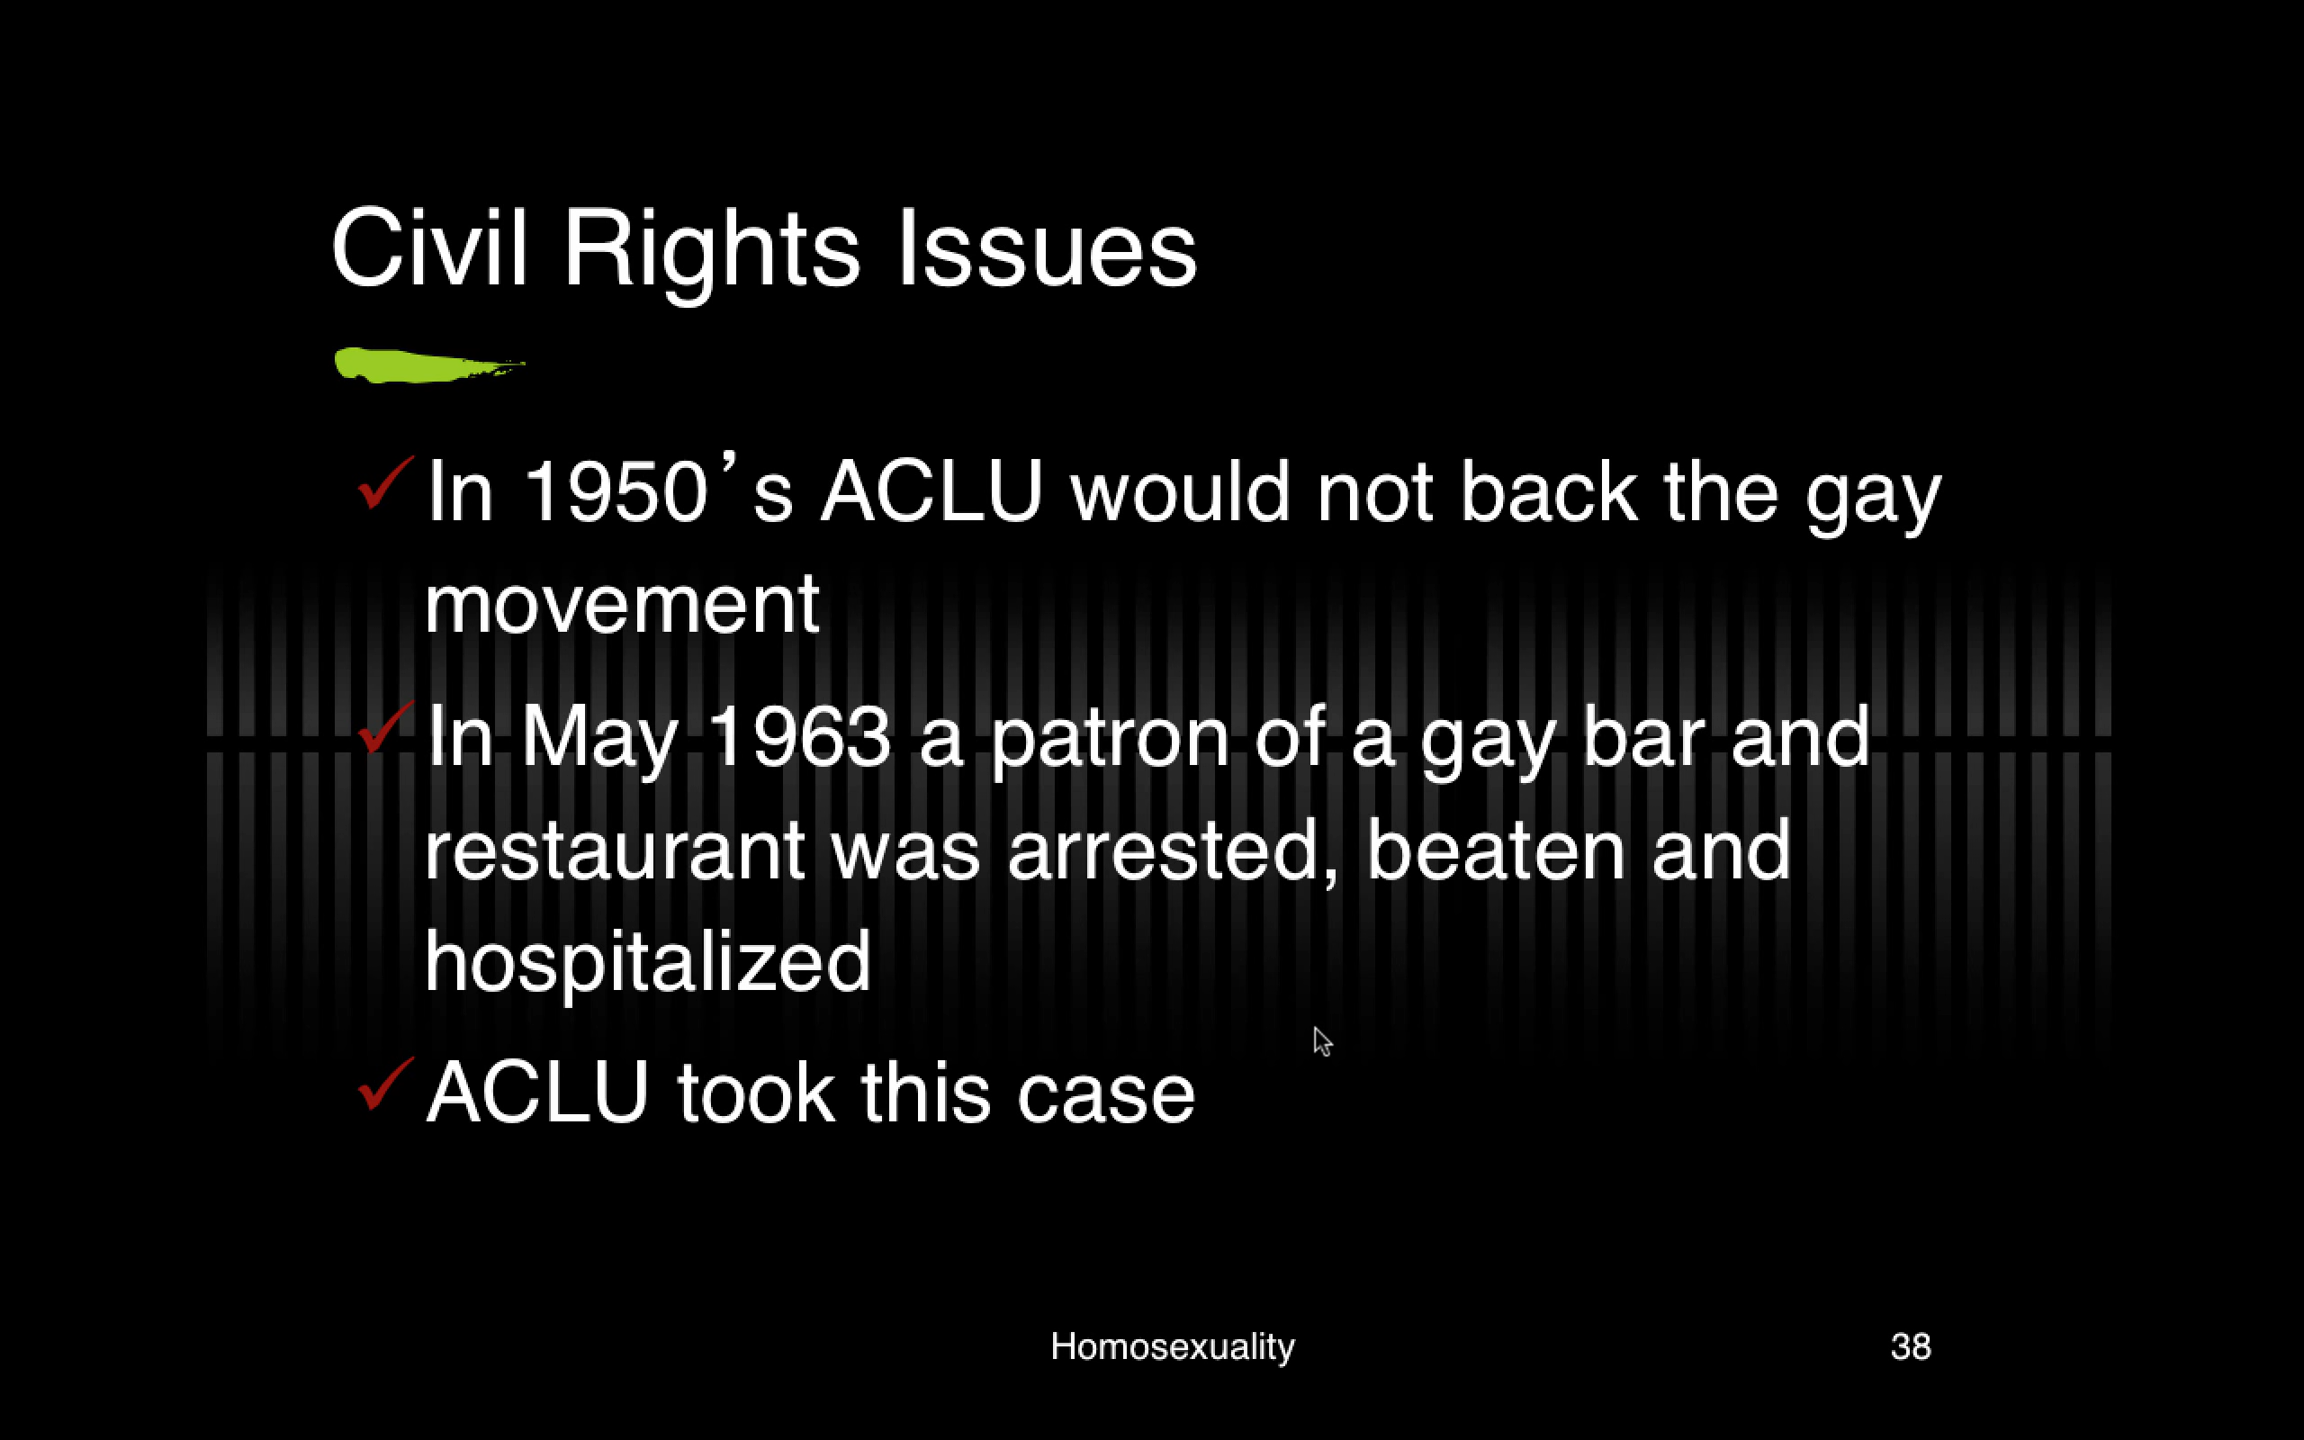 Civil Rights Issues
In 1950’s ACLU would not back the gay
movement
In May 1963 a patron of a gay bar and
restaurant was arrested, beaten and
hospitalized
ACLU took this case
Homosexuality 38